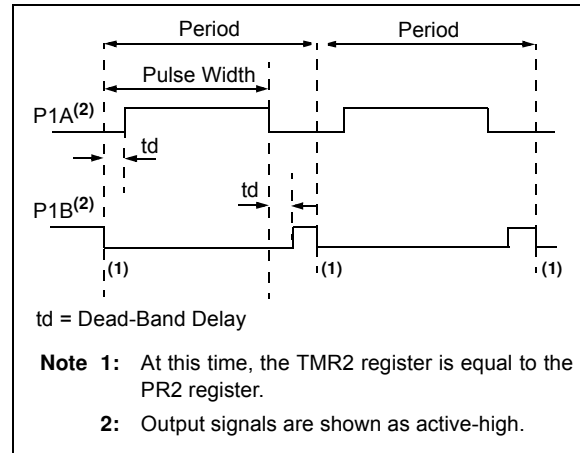 Period Period
Pulse Width
P1A(2)
td
td
P1B(2)
(1) (1) (1)
td = Dead-Band Delay
Note 1: At this time, the TMR2 register is equal to the
PR2 register.
2: Output signals are shown as active-high.